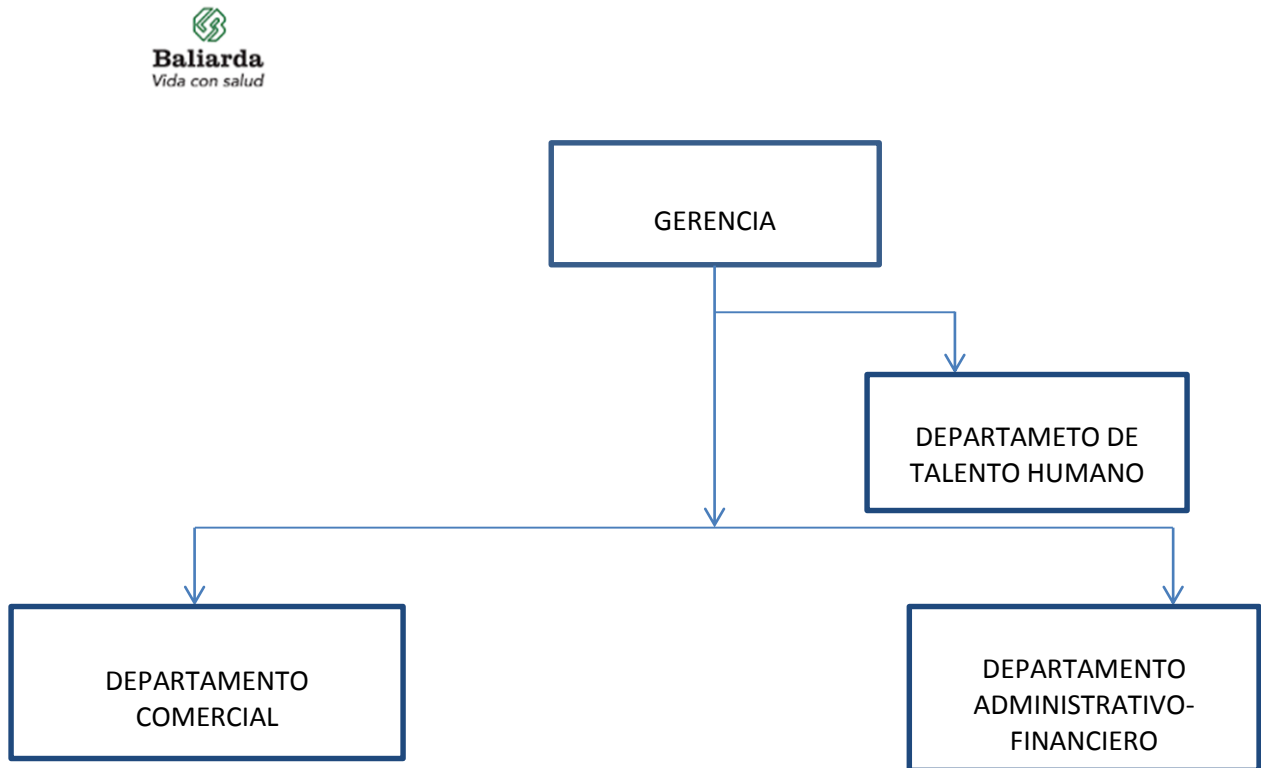 Baliarda
Vida con salud
GERENCIA
DEPARTAMETO DE
TALENTO HUMANO
DEPARTAMENTO
COMERCIAL
DEPARTAMENTO
ADMINISTRATIVO-
FINANCIERO